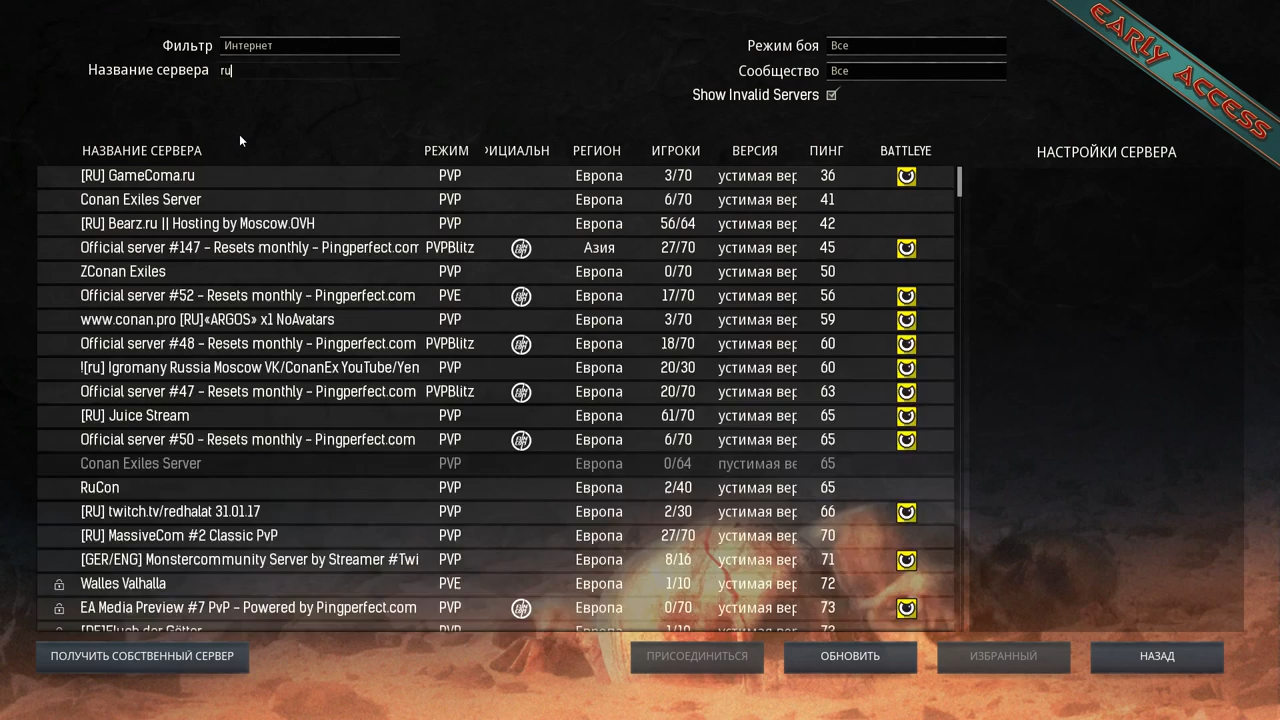 Фильтр Интернет Режим боя Все
Название сервера ru Сообщество Все
Show Invalid Servers
EARLY ACCESS
НАЗВАНИЕ СЕРВЕРА РЕЖИМ ИЦИАЛЬН РЕГИОН ИГРОКИ ВЕРСИЯ ПИНГ BATTLEYE НАСТРОЙКИ СЕРВЕРА
[RU] GameComa.ru PVP Европа 3/70 устимая вер 36
Conan Exiles Server PVP Европа 6/70 устимая вер 41
[RU] Bearz.ru || Hosting by Moscow.OVH PVP Европа 56/64 устимая вер 42
Official server #147 - Resets monthly - Pingperfect.com PVPBlitz Азия 27/70 устимая вер 45
ZConan Exiles PVP Европа 0/70 устимая вер 50
Official server #52 - Resets monthly - Pingperfect.com PVE Европа 17/70 устимая вер 56
www.conan.pro [RU]«ARGOS» x1 NoAvatars PVP Европа 3/70 устимая вер 59
Official server #48 - Resets monthly - Pingperfect.com PVPBlitz Европа 18/70 устимая вер 60
![ru] Igromany Russia Moscow VK/ConanEx YouTube/Yen PVP Европа 20/30 устимая вер 60
Official server #47 - Resets monthly - Pingperfect.com PVPBlitz Европа 20/70 устимая вер 63
[RU] Juice Stream PVP Европа 61/70 устимая вер 65
Official server #50 - Resets monthly - Pingperfect.com PVP Европа 6/70 устимая вер 65
Conan Exiles Server PVP Европа 0/64 пустимая ве 65
RuCon PVP Европа 2/40 устимая вер 65
[RU] twitch.tv/redhalat 31.01.17 PVP Европа 2/30 устимая вер 66
[RU] MassiveCom #2 Classic PvP PVP Европа 27/70 устимая вер 70
[GER/ENG] Monstercommunity Server by Streamer #Twi PVP Европа 8/16 устимая вер 71
Walles Valhalla PVE Европа 1/10 устимая вер 72
EA Media Preview #7 PvP - Powered by Pingperfect.com PVP Европа 0/70 устимая вер 73
[DE]Fluch der Götter PVP Европа 1/10 устимая вер 73
ПОЛУЧИТЬ СОБСТВЕННЫЙ СЕРВЕР ПРИСОЕДИНИТЬСЯ ОБНОВИТЬ ИЗБРАННЫЙ НАЗАД